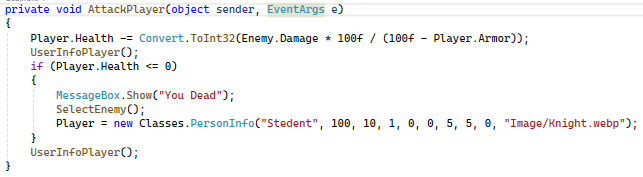 private void AttackPlayer(object sender, EventArgs e)
{
Player.Health -= Convert.ToInt32(Enemy.Damage * 100f / (100f - Player.Armor));
UserInfoPlayer();
if (Player.Health <= 0)
{
MessageBox.Show("You Dead");
SelectEnemy();
Player = new Classes.PersonInfo("Stedent", 100, 10, 1, 0, 0, 5, 5, 0, "Image/Knight.webp");
}
UserInfoPlayer();
}